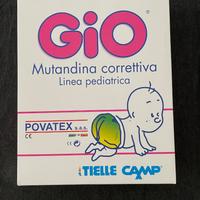 GiO
Mutandina correttiva
Linea pediatrica
POVATEX s.a.s.
CE
TIELLE CAMP®